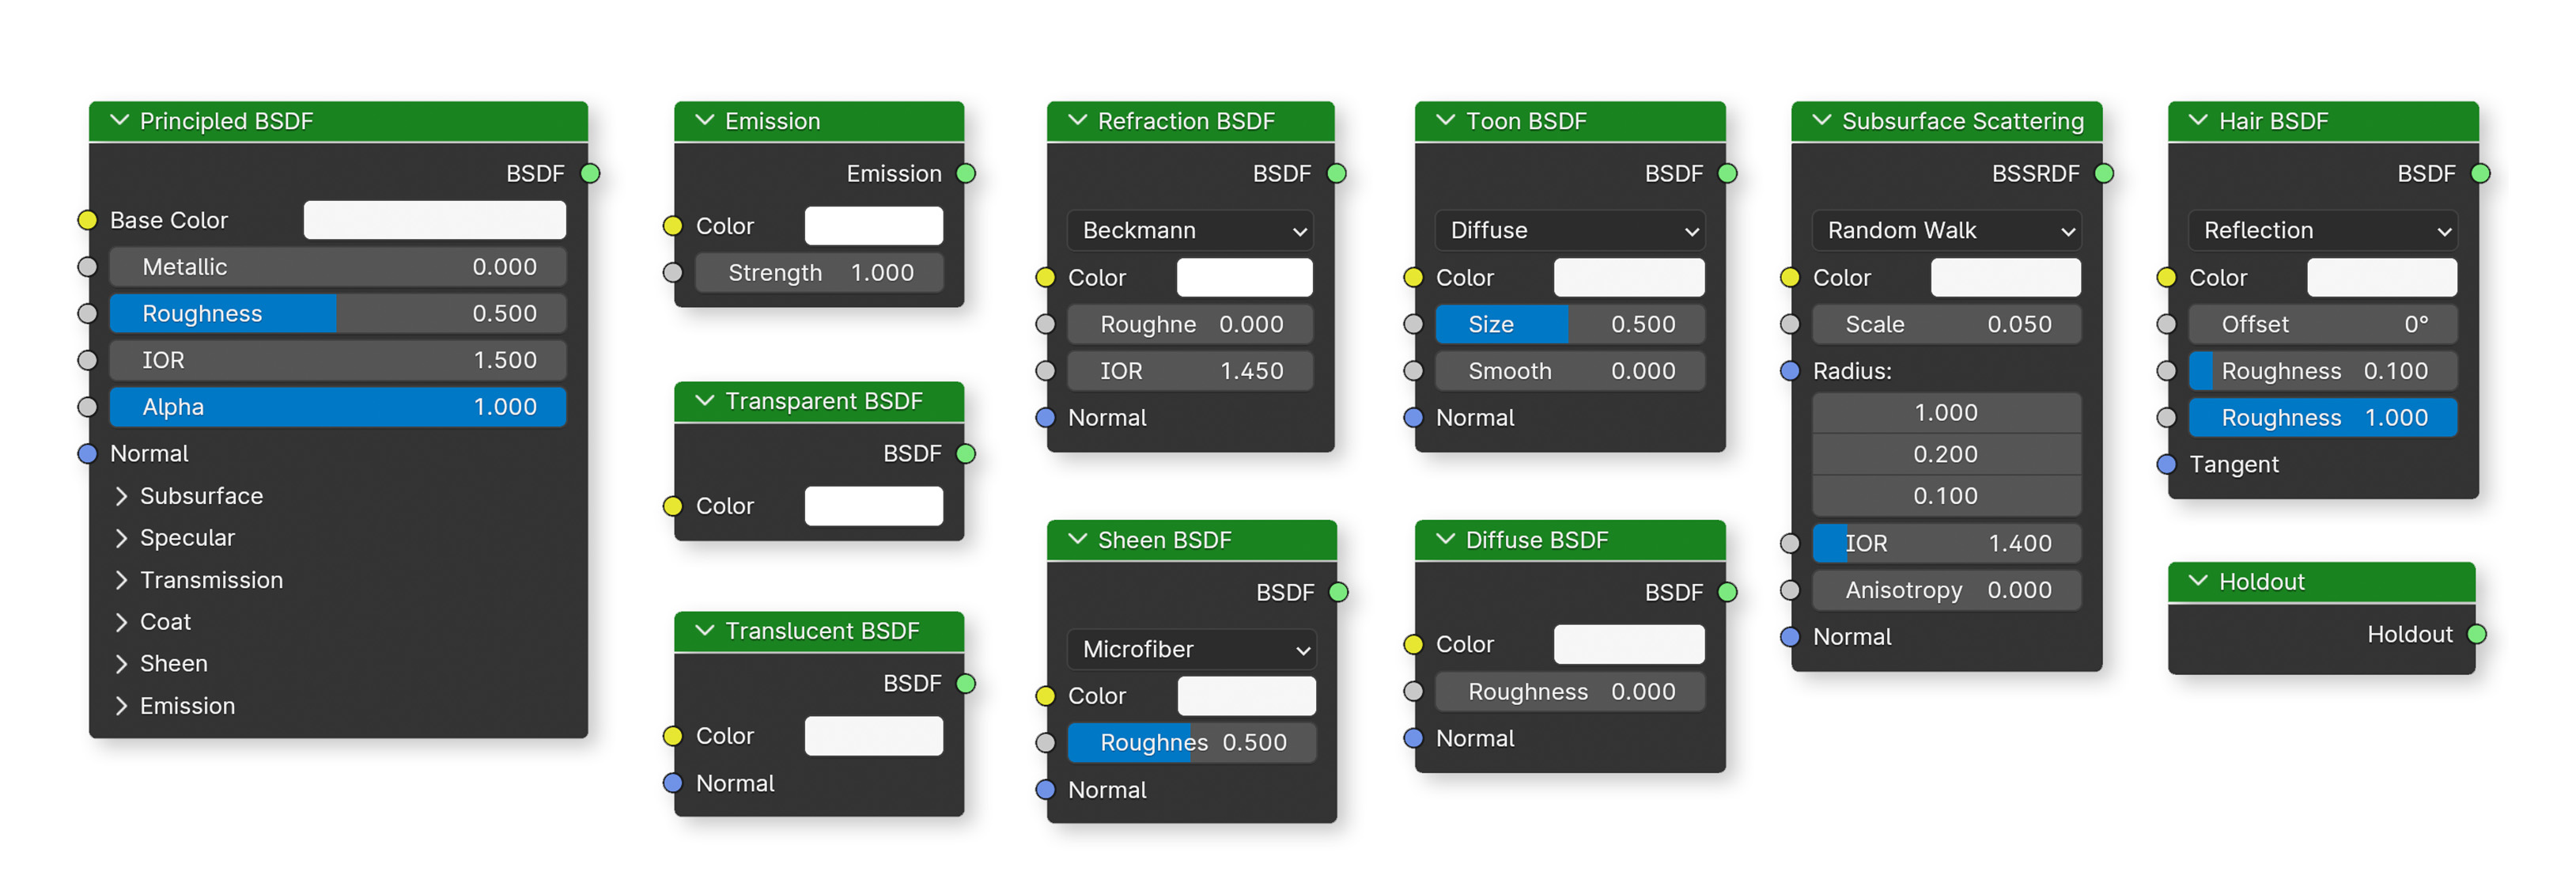 Principled BSDF
BSDF
Base Color
Metallic 0.000
Roughness 0.500
IOR 1.500
Alpha 1.000
Normal
Subsurface
Specular
Transmission
Coat
Sheen
Emission
Emission
Emission
Color
Strength 1.000
Transparent BSDF
BSDF
Color
Translucent BSDF
BSDF
Color
Normal
Refraction BSDF
BSDF
Beckmann
Color
Roughne 0.000
IOR 1.450
Normal
Sheen BSDF
BSDF
Microfiber
Color
Roughnes 0.500
Normal
Toon BSDF
BSDF
Diffuse
Color
Size 0.500
Smooth 0.000
Normal
Diffuse BSDF
BSDF
Color
Roughness 0.000
Normal
Subsurface Scattering
BSSRDF
Random Walk
Color
Scale 0.050
Radius:
1.000
0.200
0.100
IOR 1.400
Anisotropy 0.000
Normal
Hair BSDF
BSDF
Reflection
Color
Offset 0°
Roughness 0.100
Roughness 1.000
Tangent
Holdout
Holdout